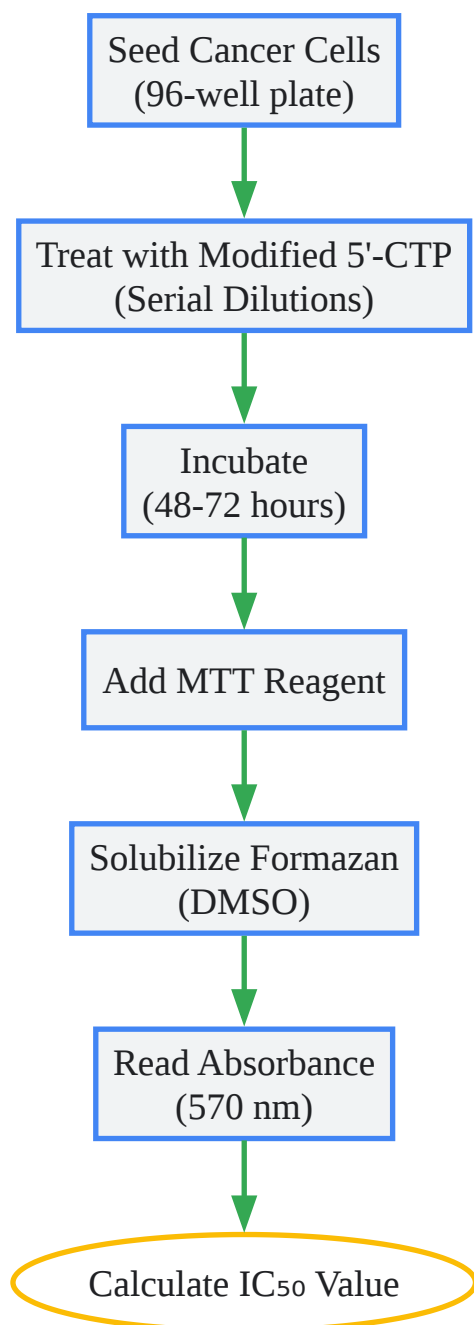 Seed Cancer Cells
(96-well plate)
Treat with Modified 5'-CTP
(Serial Dilutions)
Incubate
(48-72 hours)
Add MTT Reagent
Solubilize Formazan
(DMSO)
Read Absorbance
(570 nm)
Calculate IC₅₀ Value